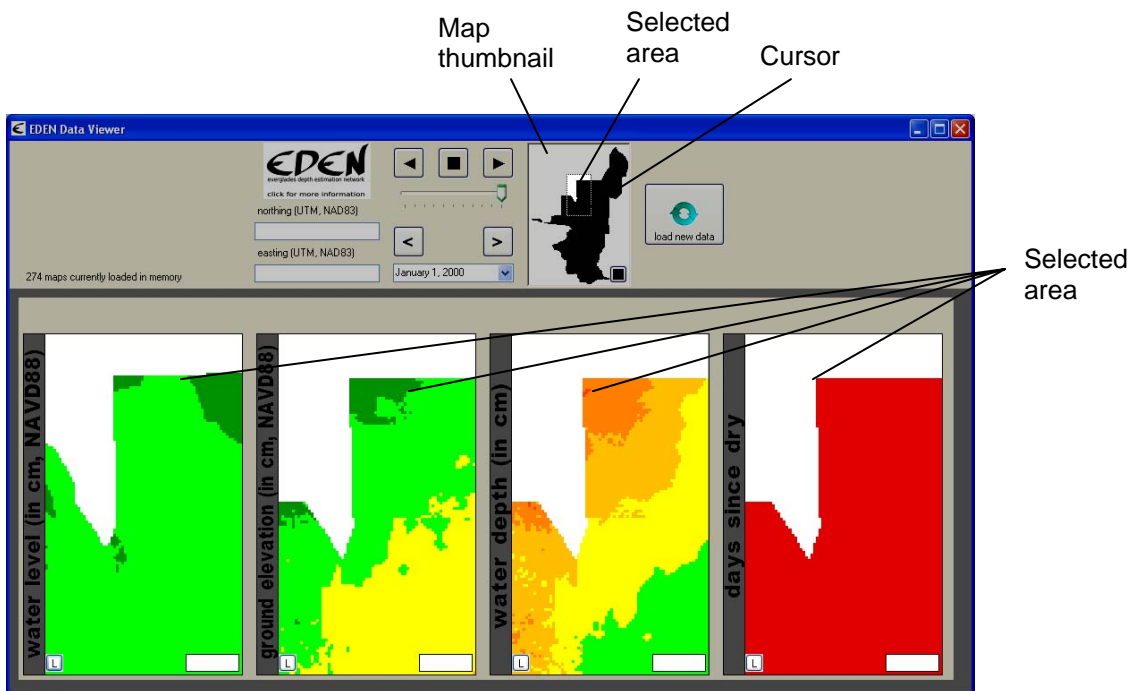 Map
thumbnail
Selected
area
Cursor
EDEN Data Viewer
EDEN
everglades depth estimation network
click for more information
northing (UTM, NAD83)
easting (UTM, NAD83)
<
>
January 1, 2000
load new data
274 maps currently loaded in memory
Selected
area
water level (in cm, NAVD88)
L
ground elevation (in cm, NAVD88)
L
water depth (in cm)
L
days since dry
L